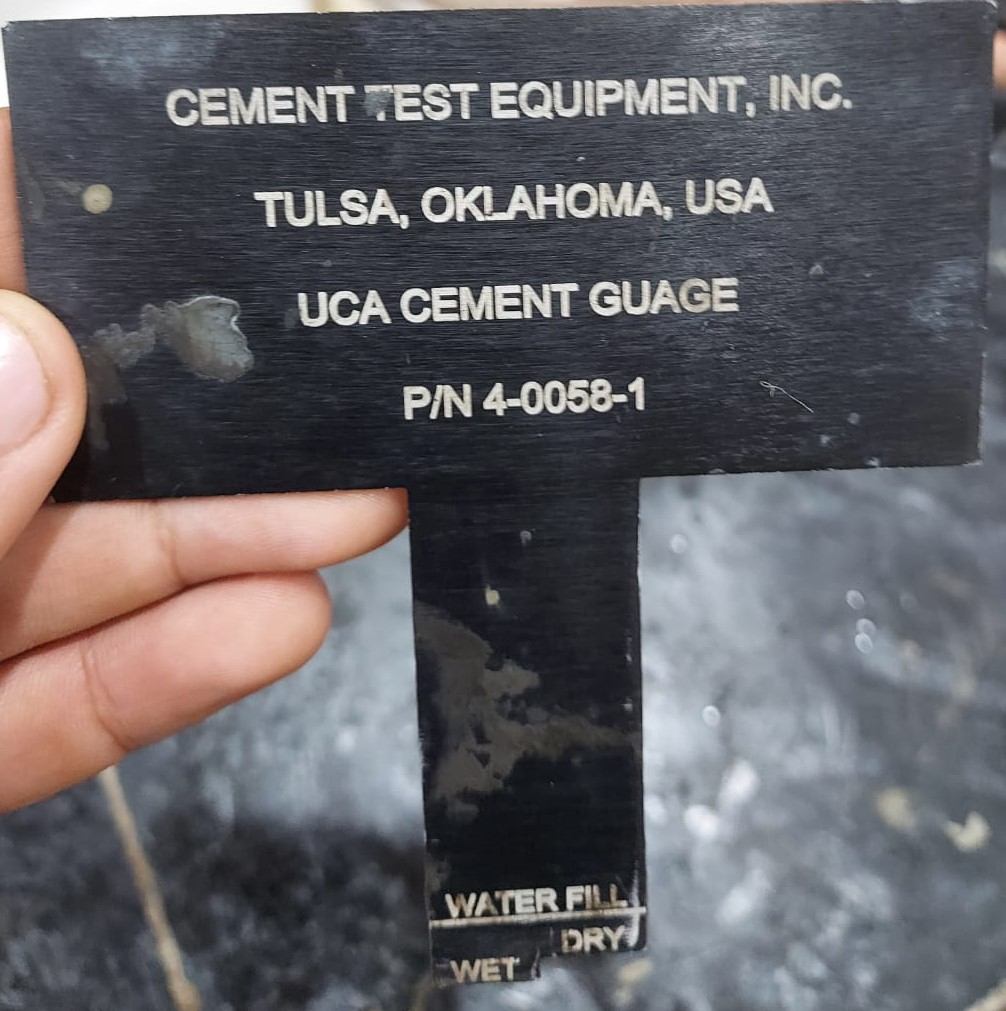 CEMENT TEST EQUIPMENT, INC.
TULSA, OKLAHOMA, USA
UCA CEMENT GUAGE
P/N 4-0058-1
WATER FILL
DRY
WET